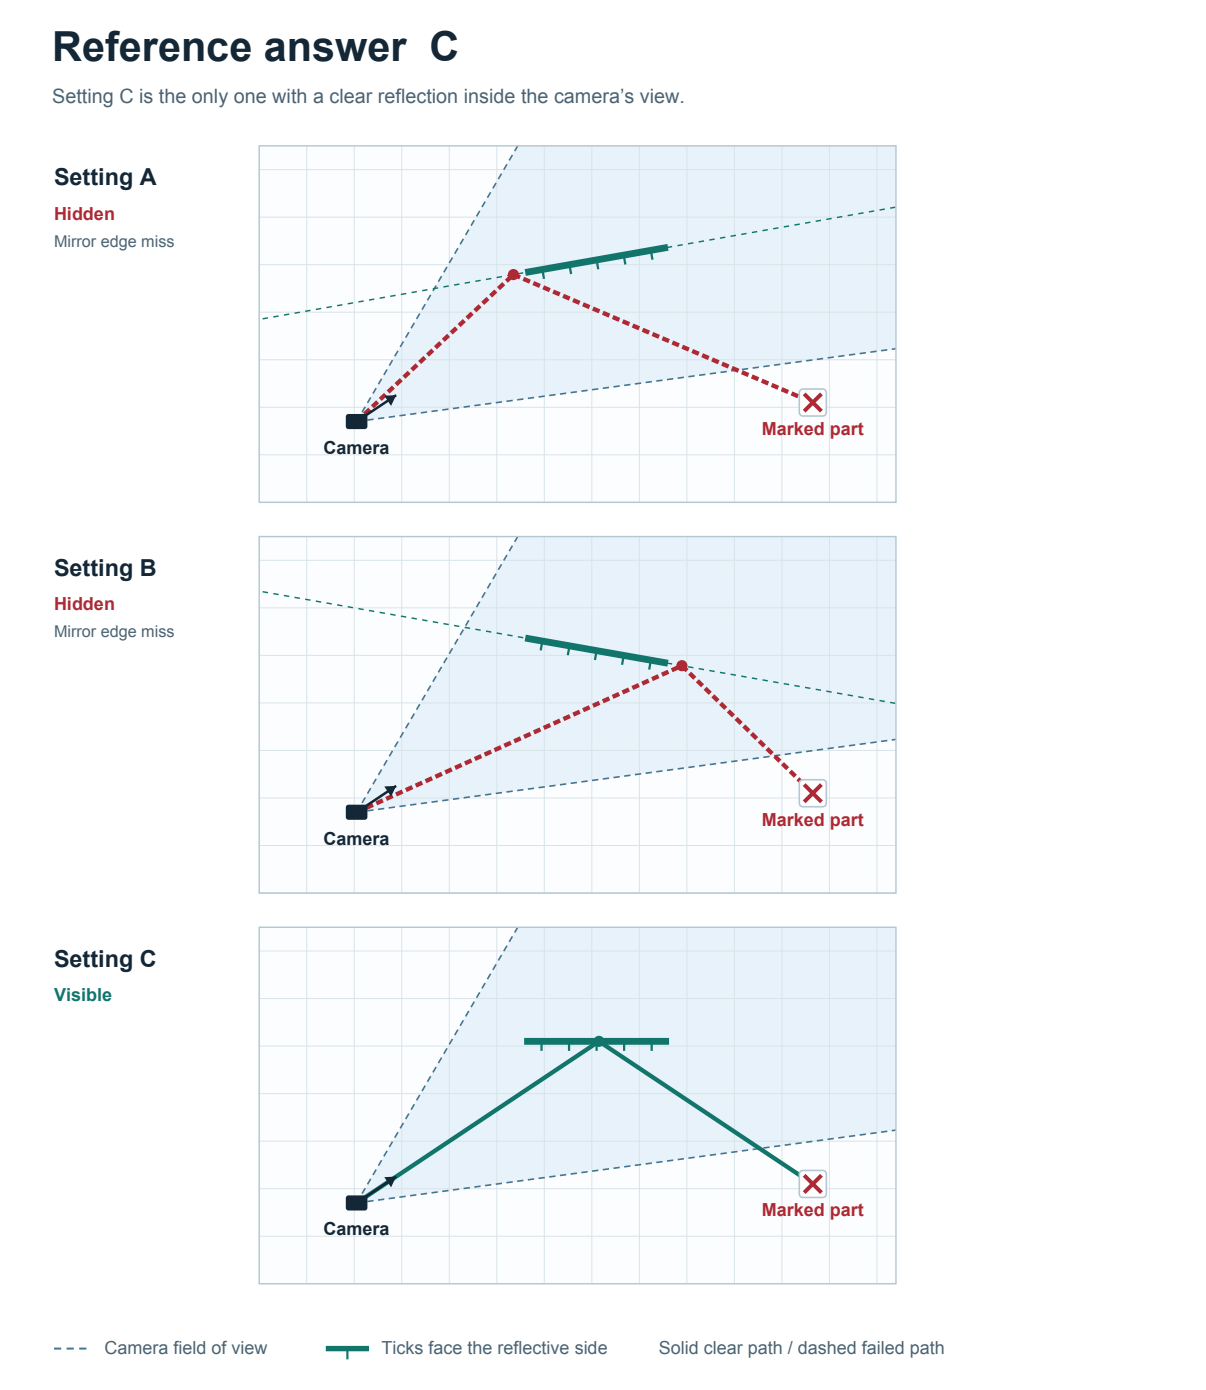 Reference answer  C
Setting C is the only one with a clear reflection inside the camera’s view.
Setting A
Hidden
Mirror edge miss
Camera
Marked part
Setting B
Hidden
Mirror edge miss
Camera
Marked part
Setting C
Visible
Camera
Marked part
Camera field of view
Ticks face the reflective side
Solid clear path / dashed failed path